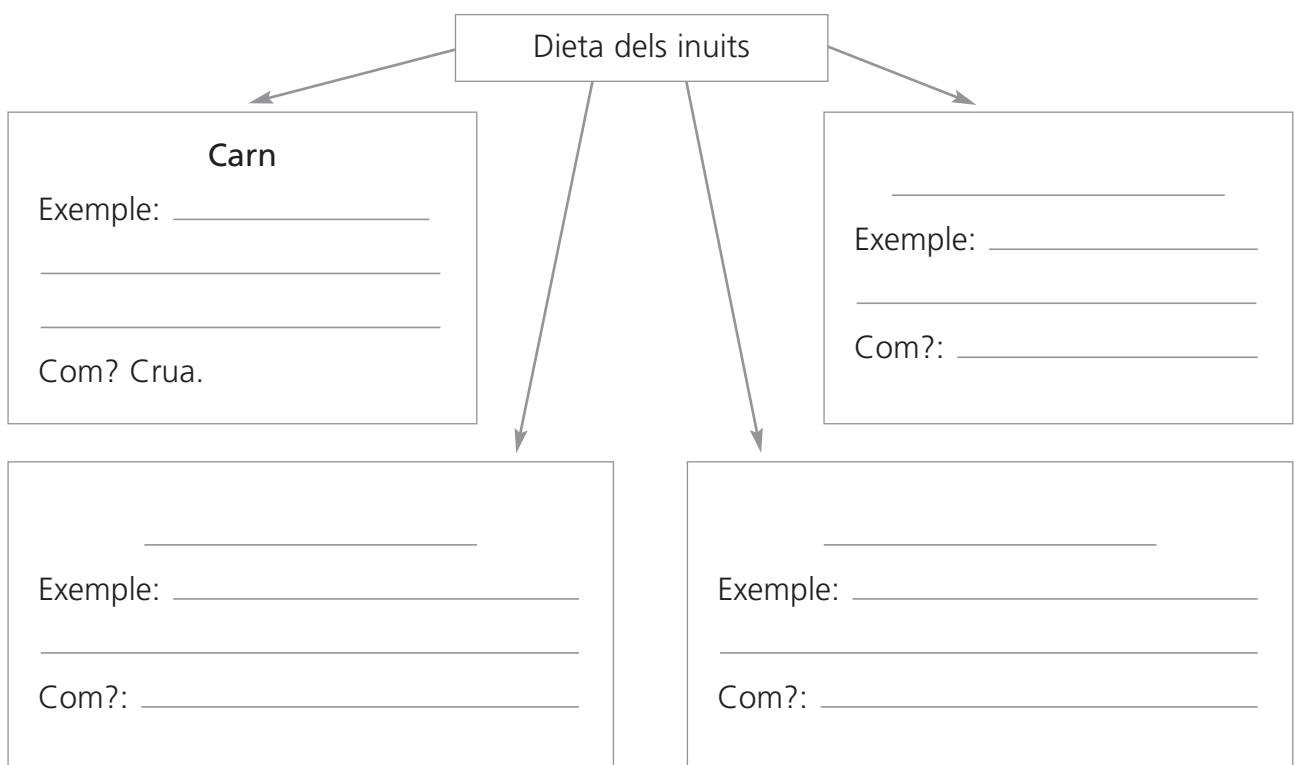 Dieta dels inuits
Carn
Exemple:
Com? Crua.
Exemple:
Com?:
Exemple:
Com?:
Exemple:
Com?: